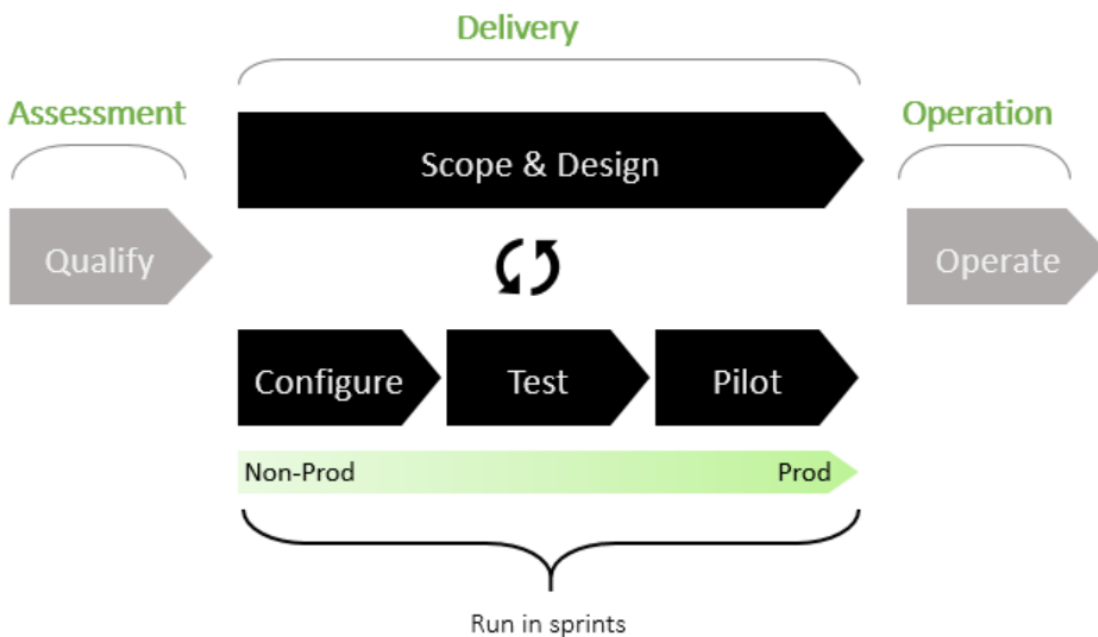 Delivery
Assessment
Operation
Scope & Design
Qualify
Operate
Configure
Test
Pilot
Non-Prod
Prod
Run in sprints